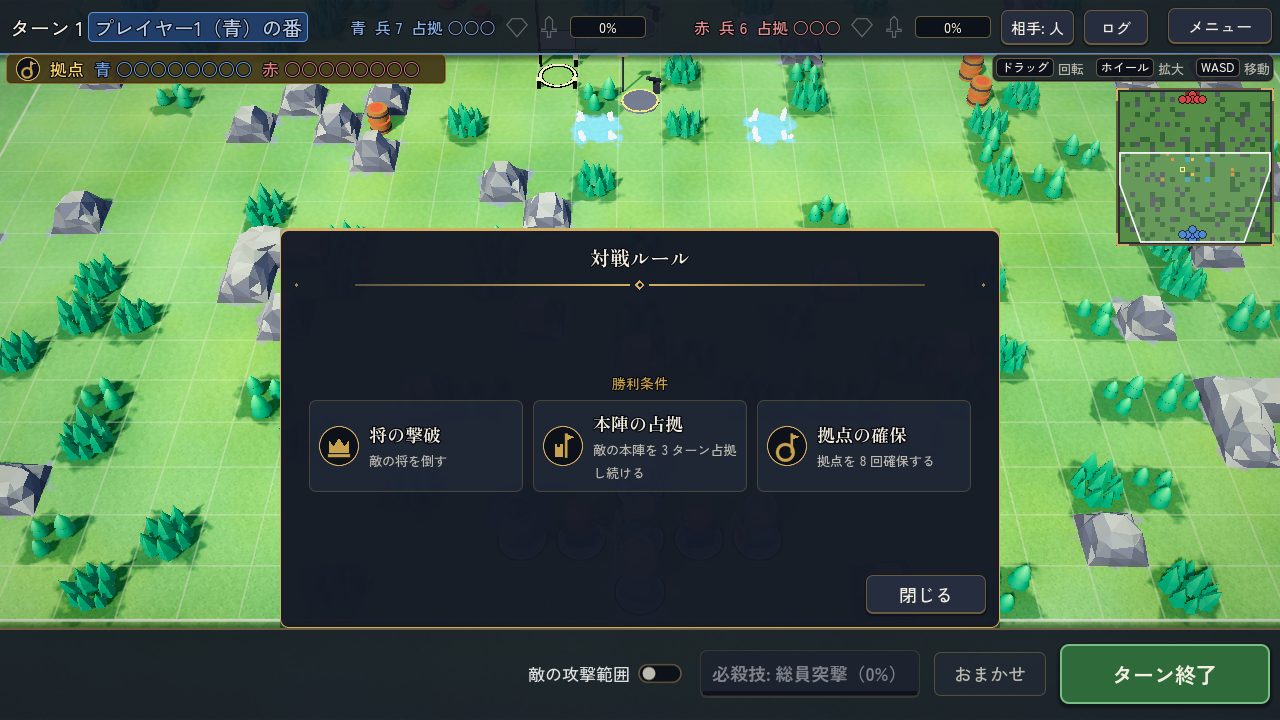 ターン 1 プレイヤー1（青）の番 青 兵 7 占拠 〇〇〇 0% 赤 兵 6 占拠 〇〇〇 0% 相手: 人 ログ メニュー
拠点 青 〇〇〇〇〇〇〇〇 赤 〇〇〇〇〇〇〇〇 ドラッグ 回転 ホイール 拡大 WASD 移動
対戦ルール
勝利条件
将の撃破
敵の将を倒す
本陣の占拠
敵の本陣を 3 ターン占拠
し続ける
拠点の確保
拠点を 8 回確保する
閉じる
敵の攻撃範囲 必殺技: 総員突撃（0%） おまかせ ターン終了